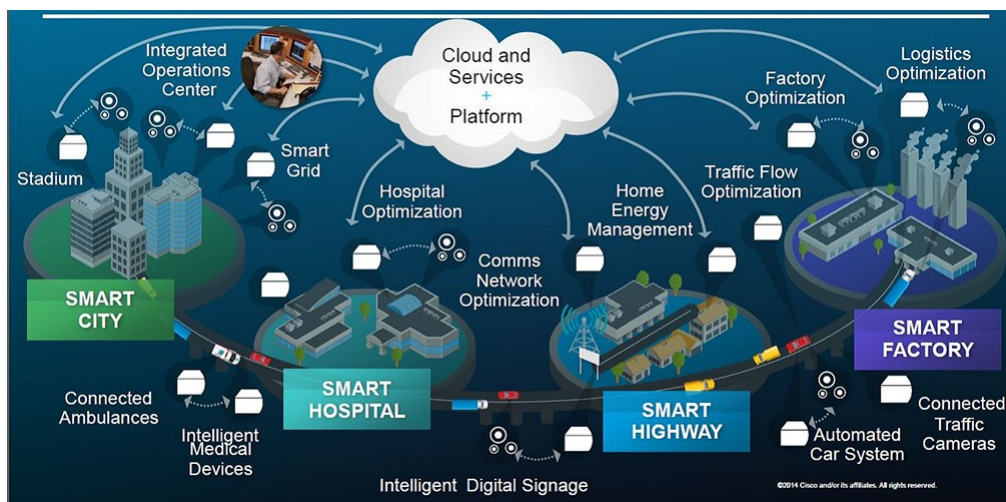 Integrated
Operations
Center
Cloud and
Services
+
Platform
Logistics
Optimization
Factory
Optimization
Stadium
Smart
Grid
Hospital
Optimization
Home
Energy
Management
Traffic Flow
Optimization
Comms
Network
Optimization
SMART
CITY
SMART
HOSPITAL
SMART
HIGHWAY
SMART
FACTORY
Connected
Ambulances
Intelligent
Medical
Devices
Intelligent Digital Signage
Automated
Car System
Connected
Traffic
Cameras
©2014 Cisco and/or its affiliates. All rights reserved.